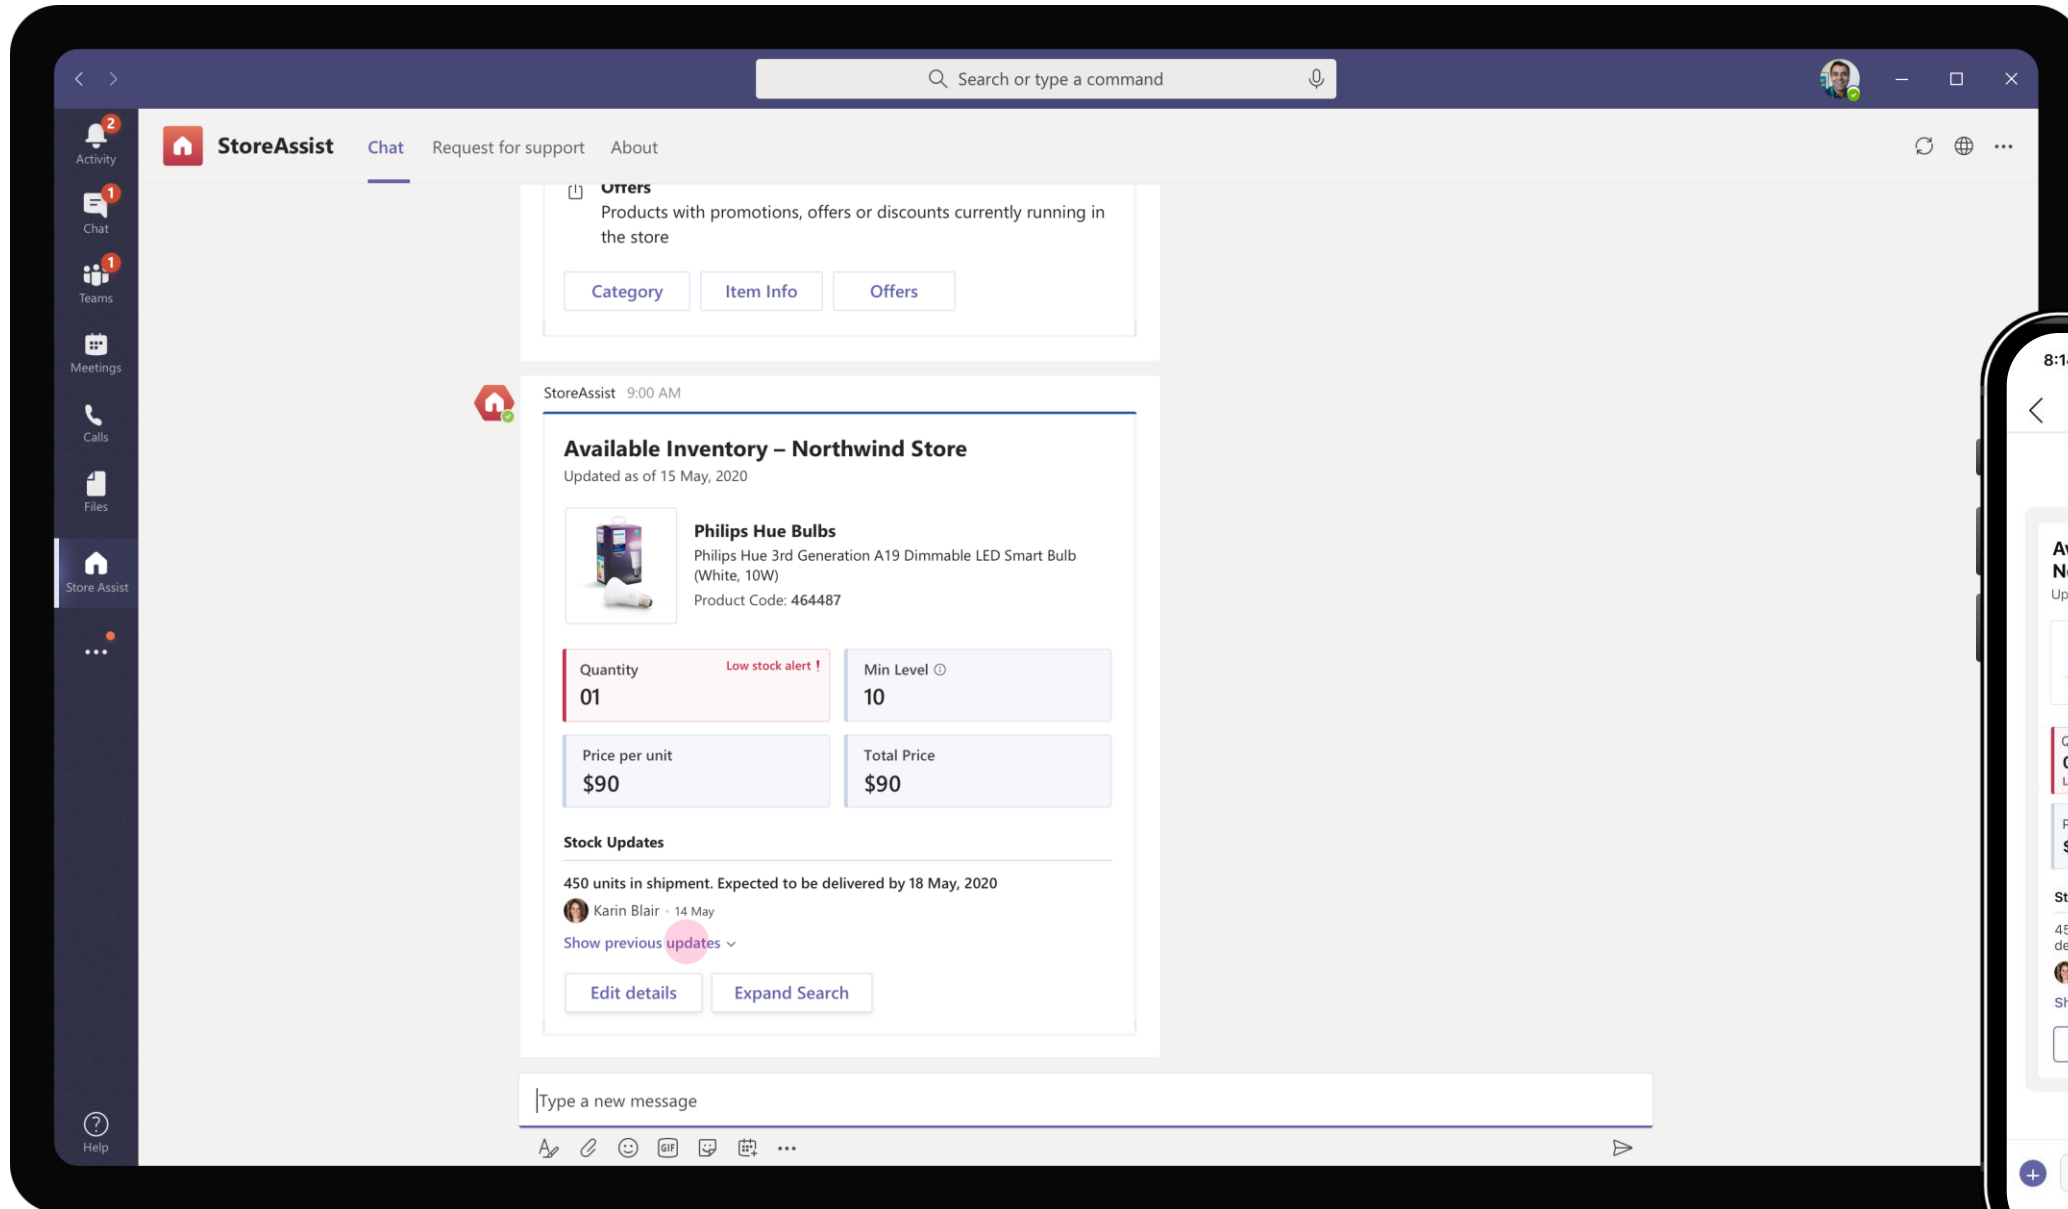 Search or type a command
2
Activity
1
Chat
1
Teams
Meetings
Calls
Files
Store Assist
Help
StoreAssist Chat Request for support About
Offers
Products with promotions, offers or discounts currently running in
the store
Category Item Info Offers
StoreAssist 9:00 AM
Available Inventory – Northwind Store
Updated as of 15 May, 2020
Philips Hue Bulbs
Philips Hue 3rd Generation A19 Dimmable LED Smart Bulb
(White, 10W)
Product Code: 464487
Quantity Low stock alert !
01
Min Level
10
Price per unit
$90
Total Price
$90
Stock Updates
450 units in shipment. Expected to be delivered by 18 May, 2020
Karin Blair • 14 May
Show previous updates
Edit details Expand Search
Type a new message
GIF